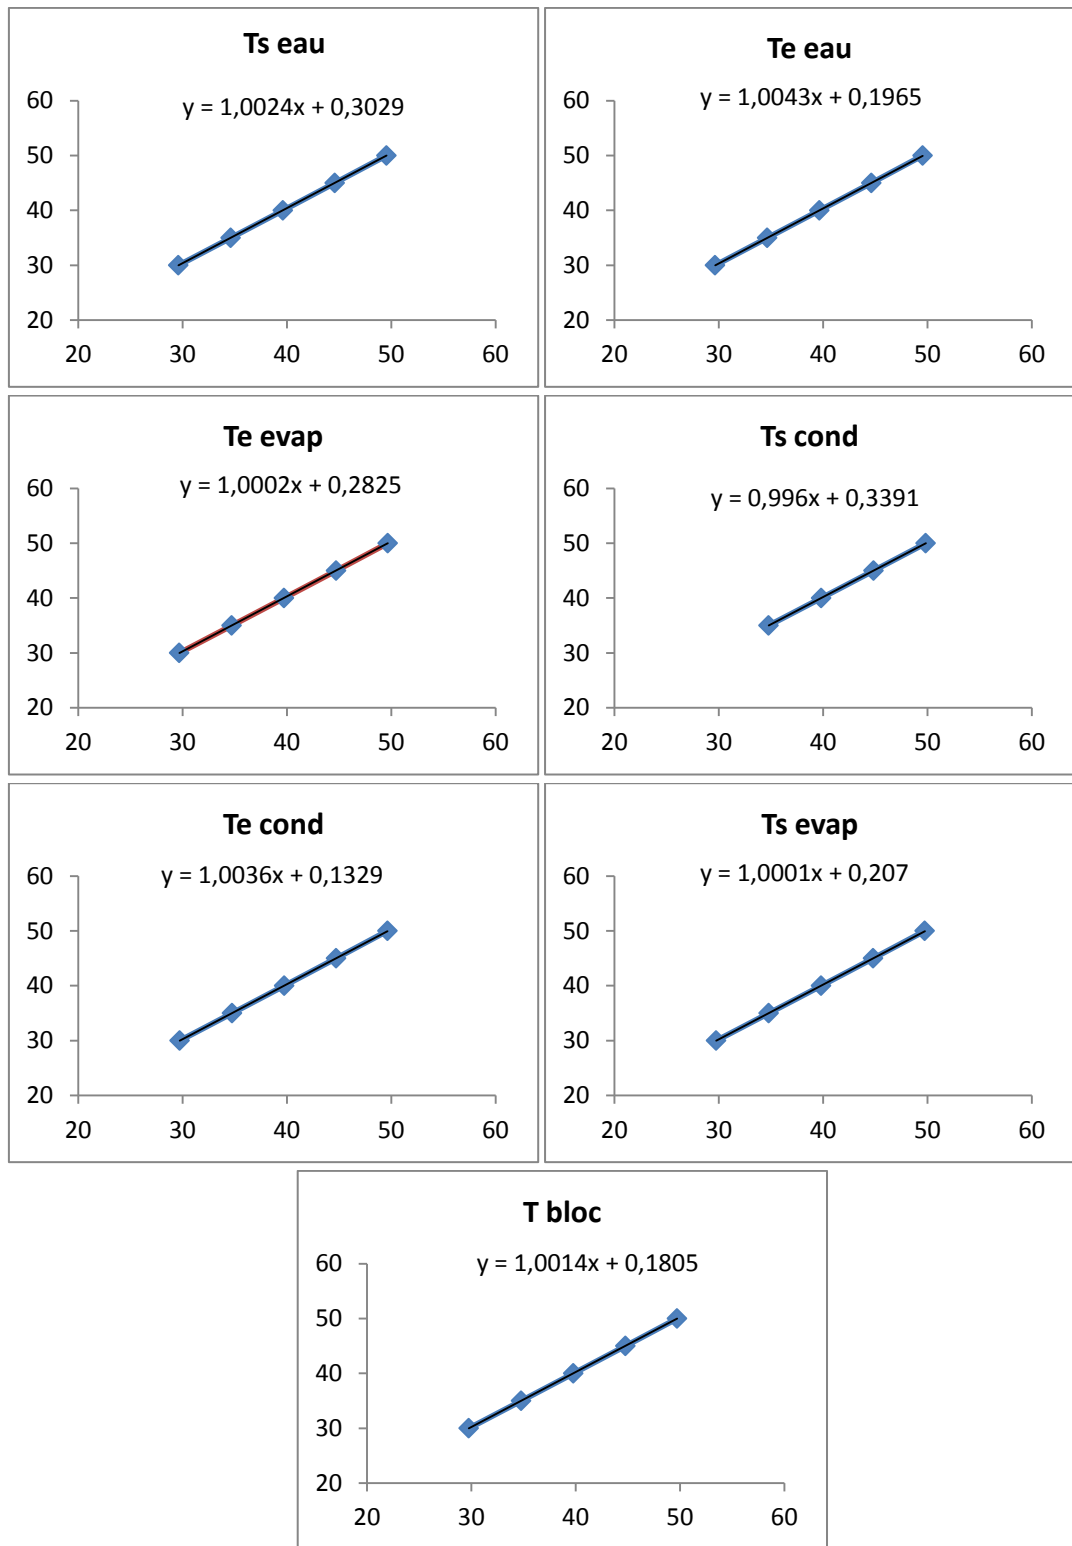 Ts eau
y = 1,0024x + 0,3029
60
50
40
30
20
20 30 40 50 60
Te eau
y = 1,0043x + 0,1965
60
50
40
30
20
20 30 40 50 60
Te evap
y = 1,0002x + 0,2825
60
50
40
30
20
20 30 40 50 60
Ts cond
y = 0,996x + 0,3391
60
50
40
30
20
20 30 40 50 60
Te cond
y = 1,0036x + 0,1329
60
50
40
30
20
20 30 40 50 60
Ts evap
y = 1,0001x + 0,207
60
50
40
30
20
20 30 40 50 60
T bloc
y = 1,0014x + 0,1805
60
50
40
30
20
20 30 40 50 60